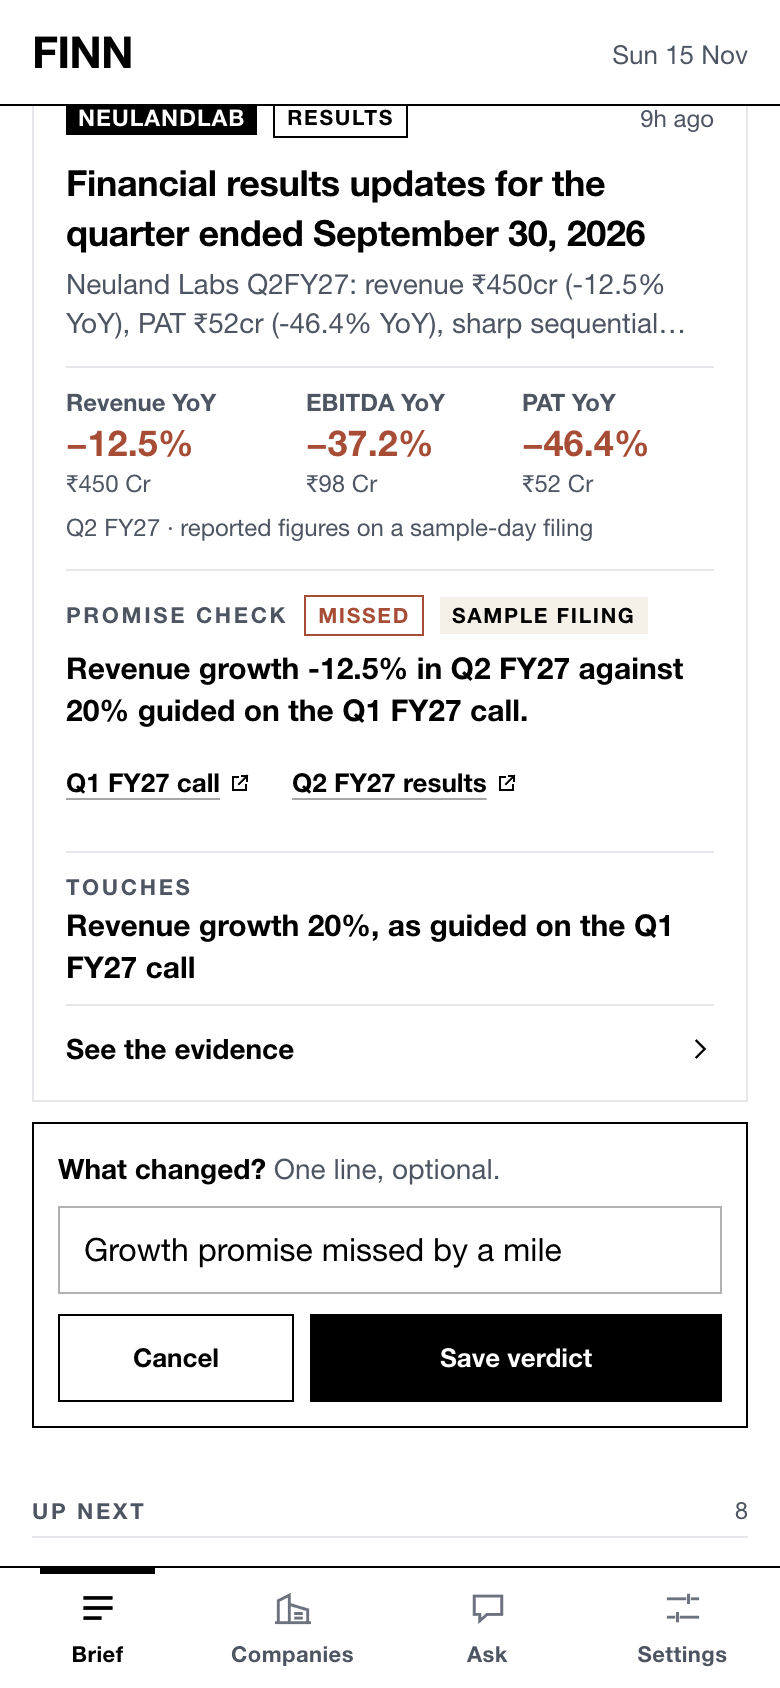 FINN
Sun 15 Nov
NEULANDLAB
RESULTS
9h ago
Financial results updates for the
quarter ended September 30, 2026
Neuland Labs Q2FY27: revenue ₹450cr (-12.5%
YoY), PAT ₹52cr (-46.4% YoY), sharp sequential…
Revenue YoY
EBITDA YoY
PAT YoY
–12.5%
–37.2%
–46.4%
₹450 Cr
₹98 Cr
₹52 Cr
Q2 FY27 · reported figures on a sample-day filing
PROMISE CHECK
MISSED
SAMPLE FILING
Revenue growth -12.5% in Q2 FY27 against
20% guided on the Q1 FY27 call.
Q1 FY27 call
Q2 FY27 results
TOUCHES
Revenue growth 20%, as guided on the Q1
FY27 call
See the evidence
What changed? One line, optional.
Growth promise missed by a mile
Cancel
Save verdict
UP NEXT
8
Brief
Companies
Ask
Settings